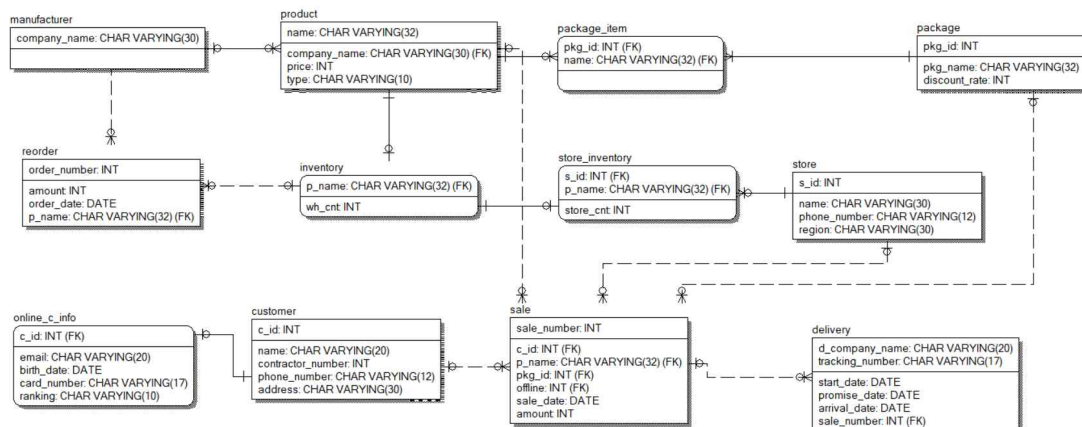 manufacturer
company_name: CHAR VARYING(30)
product
name: CHAR VARYING(32)
company_name: CHAR VARYING(30) (FK)
price: INT
type: CHAR VARYING(10)
package_item
pkg_id: INT (FK)
name: CHAR VARYING(32) (FK)
package
pkg_id: INT
pkg_name: CHAR VARYING(32)
discount_rate: INT
reorder
order_number: INT
amount: INT
order_date: DATE
p_name: CHAR VARYING(32) (FK)
inventory
p_name: CHAR VARYING(32) (FK)
wh_cnt: INT
store_inventory
s_id: INT (FK)
p_name: CHAR VARYING(32) (FK)
store_cnt: INT
store
s_id: INT
name: CHAR VARYING(30)
phone_number: CHAR VARYING(12)
region: CHAR VARYING(30)
online_c_info
c_id: INT (FK)
email: CHAR VARYING(20)
birth_date: DATE
card_number: CHAR VARYING(17)
ranking: CHAR VARYING(10)
customer
c_id: INT
name: CHAR VARYING(20)
contractor_number: INT
phone_number: CHAR VARYING(12)
address: CHAR VARYING(30)
sale
sale_number: INT
c_id: INT (FK)
p_name: CHAR VARYING(32) (FK)
pkg_id: INT (FK)
offline: INT (FK)
sale_date: DATE
amount: INT
delivery
d_company_name: CHAR VARYING(20)
tracking_number: CHAR VARYING(17)
start_date: DATE
promise_date: DATE
arrival_date: DATE
sale_number: INT (FK)